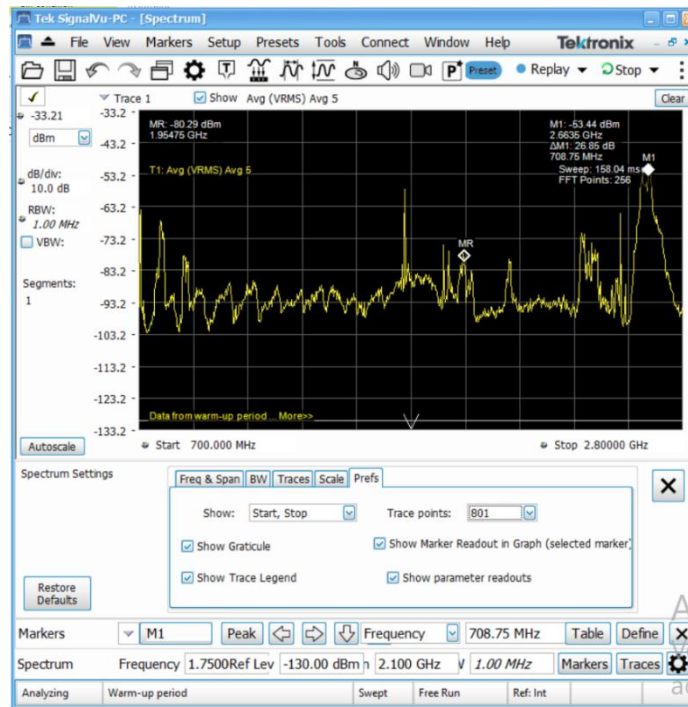 Tek SignalVu-PC - [Spectrum]
File View Markers Setup Presets Tools Connect Window Help Tektronix
Preset Replay Stop
Trace 1 Show Avg (VRMS) Avg 5 Clear
-33.21
dBm
dB/div:
10.0 dB
RBW:
1.00 MHz
VBW:
Segments:
1
Autoscale
-33.2
-43.2
-53.2
-63.2
-73.2
-83.2
-93.2
-103.2
-113.2
-123.2
-133.2
MR: -80.29 dBm
1.95475 GHz
T1: Avg (VRMS) Avg 5
M1: -53.44 dBm
2.6635 GHz
ΔM1: 26.85 dB
708.75 MHz
Sweep: 158.04 ms
FFT Points: 256
M1
MR
Data from warm-up period ... More>>
Start 700.000 MHz Stop 2.80000 GHz
Spectrum Settings
Freq & Span BW Traces Scale Prefs
Show: Start, Stop Trace points: 801
Show Graticule Show Marker Readout in Graph (selected marker)
Show Trace Legend Show parameter readouts
Restore
Defaults
Markers M1 Peak Frequency 708.75 MHz Table Define
Spectrum Frequency 1.7500 Ref Lev -130.00 dBm 2.100 GHz 1.00 MHz Markers Traces
Analyzing Warm-up period Swept Free Run Ref: Int